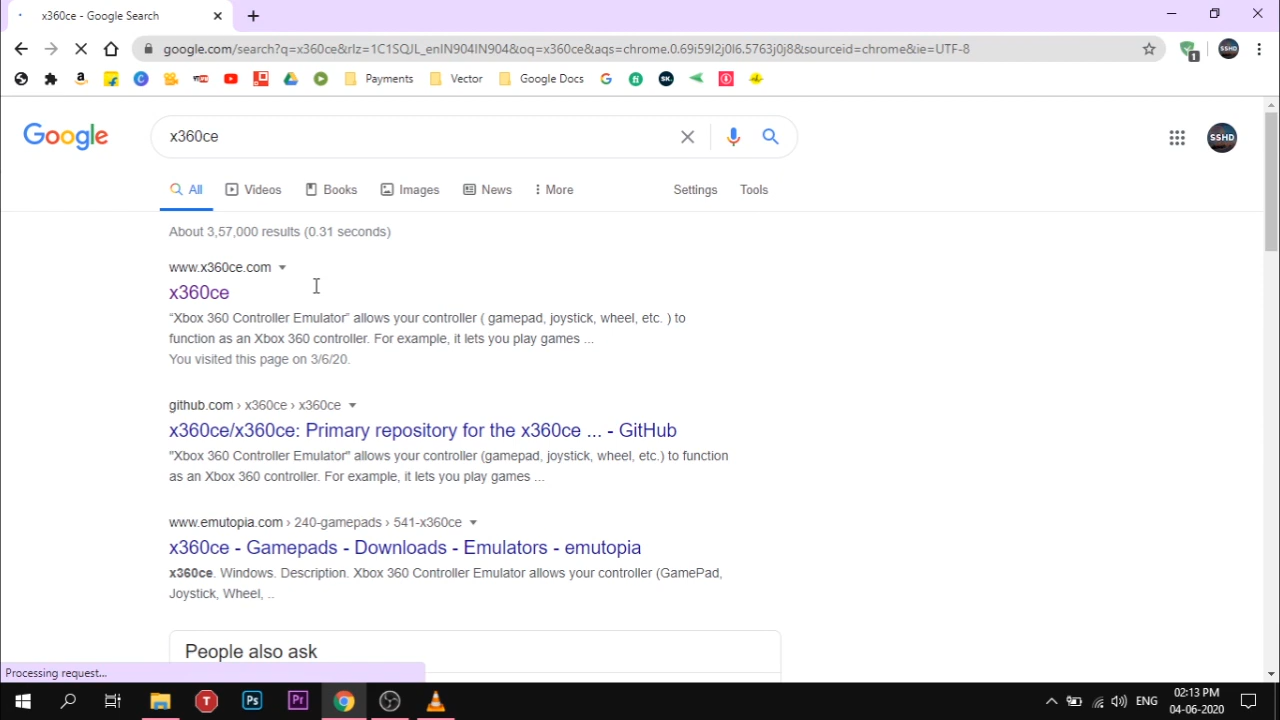 x360ce - Google Search
google.com/search?q=x360ce&rlz=1C1SQJL_enIN904IN904&oq=x360ce&aqs=chrome.0.69i59l2j0l6.5763j0j8&sourceid=chrome&ie=UTF-8
SSHD
1
Payments
Vector
Google Docs
SK.
Google
x360ce
SSHD
All
Videos
Books
Images
News
More
Settings
Tools
About 3,57,000 results (0.31 seconds)
www.x360ce.com
x360ce
“Xbox 360 Controller Emulator” allows your controller ( gamepad, joystick, wheel, etc. ) to
function as an Xbox 360 controller. For example, it lets you play games ...
You visited this page on 3/6/20.
github.com › x360ce › x360ce
x360ce/x360ce: Primary repository for the x360ce ... - GitHub
"Xbox 360 Controller Emulator" allows your controller (gamepad, joystick, wheel, etc.) to function
as an Xbox 360 controller. For example, it lets you play games ...
www.emutopia.com › 240-gamepads › 541-x360ce
x360ce - Gamepads - Downloads - Emulators - emutopia
x360ce. Windows. Description. Xbox 360 Controller Emulator allows your controller (GamePad,
Joystick, Wheel, ..
People also ask
Processing request...
T
Ps
Pr
ENG
02:13 PM
04-06-2020